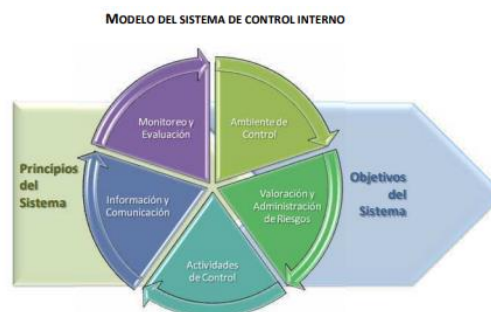 MODELO DEL SISTEMA DE CONTROL INTERNO
Monitoreo y
Evaluación
Ambiente de
Control
Principios
del
Sistema
Información y
Comunicación
Valoración y
Administración
de Riesgos
Objetivos
del
Sistema
Actividades
de Control